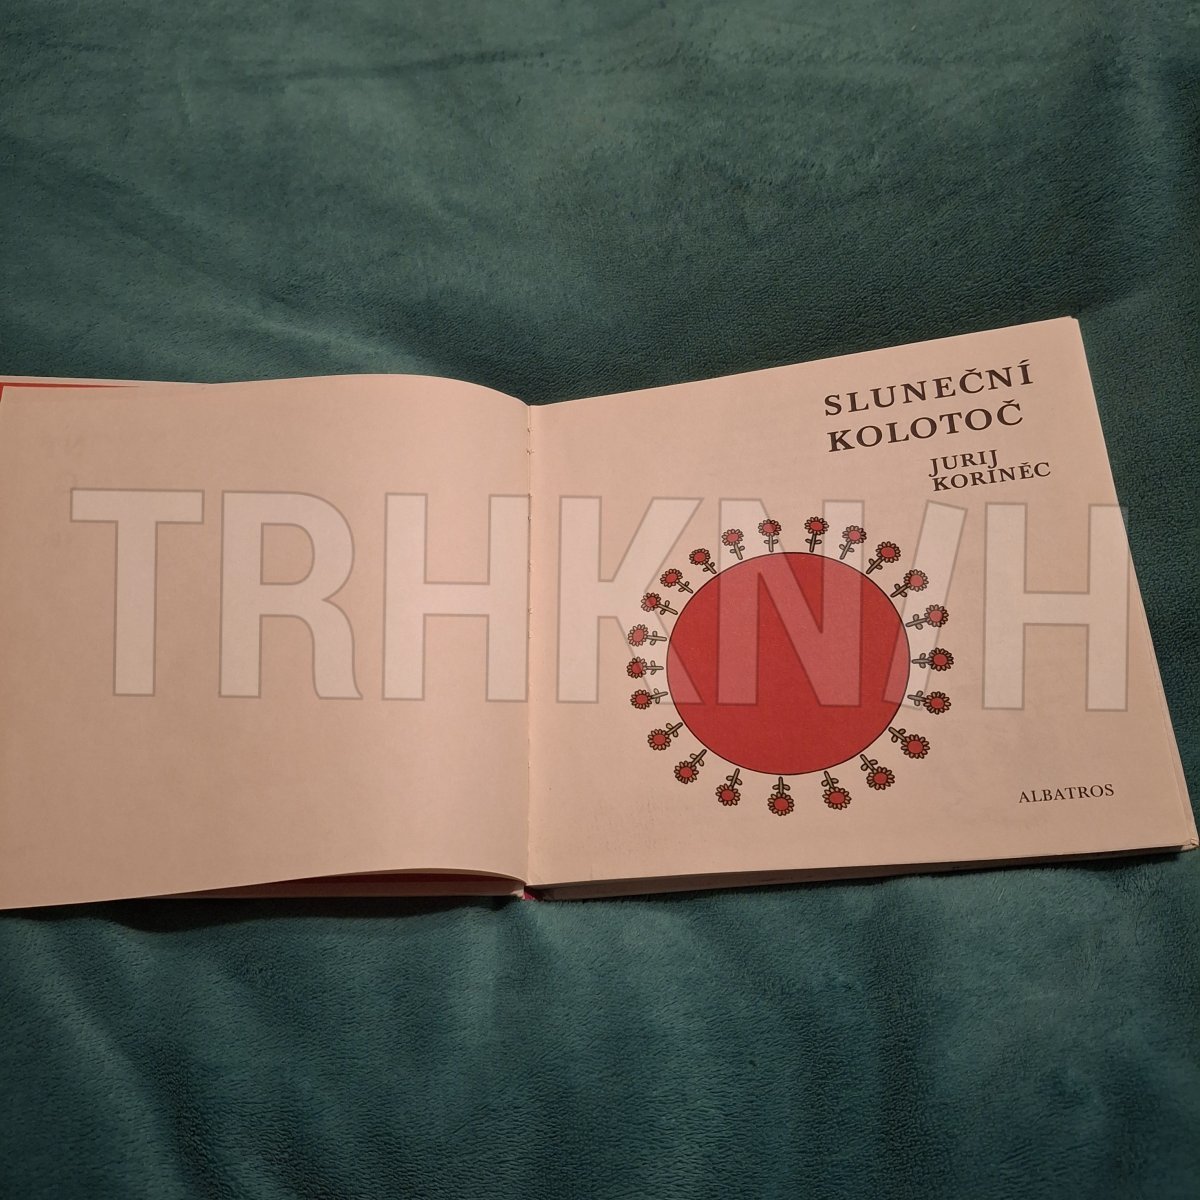 SLUNEČNÍ
KOLOTOČ
JURIJ
KORINĚC
TRHKNIH
ALBATROS